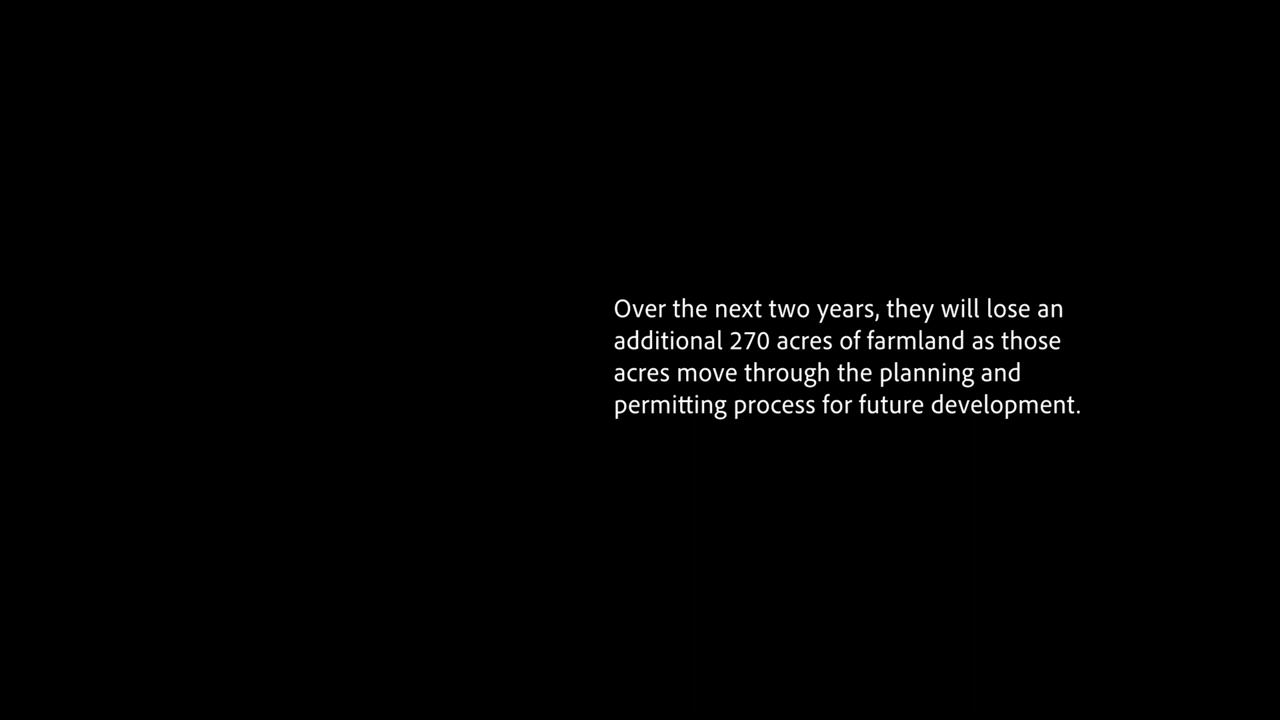 Over the next two years, they will lose an
additional 270 acres of farmland as those
acres move through the planning and
permitting process for future development.